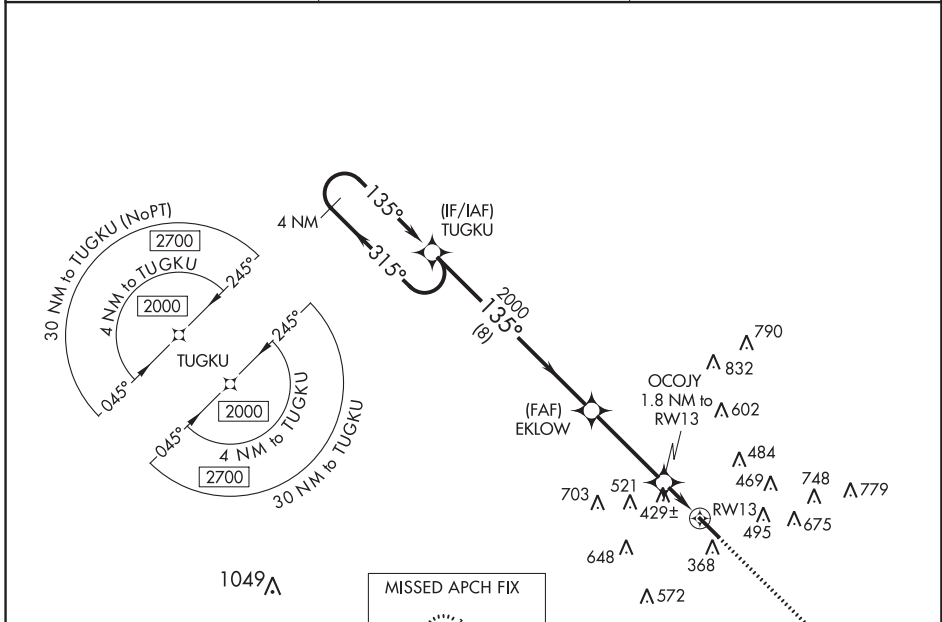 30 NM to TUGKU (NoPT)
2700
4 NM to TUGKU
2000
245°
045°
TUGKU
245°
045°
2000
4 NM to TUGKU
2700
30 NM to TUGKU
4 NM
135°
315°
(IF/IAF)
TUGKU
2000
135°
(8)
(FAF)
EKLOW
OCOJY
1.8 NM to
RW13
790
832
602
484
469
748
779
703
521
429±
RW13
495
675
648
368
572
1049
MISSED APCH FIX